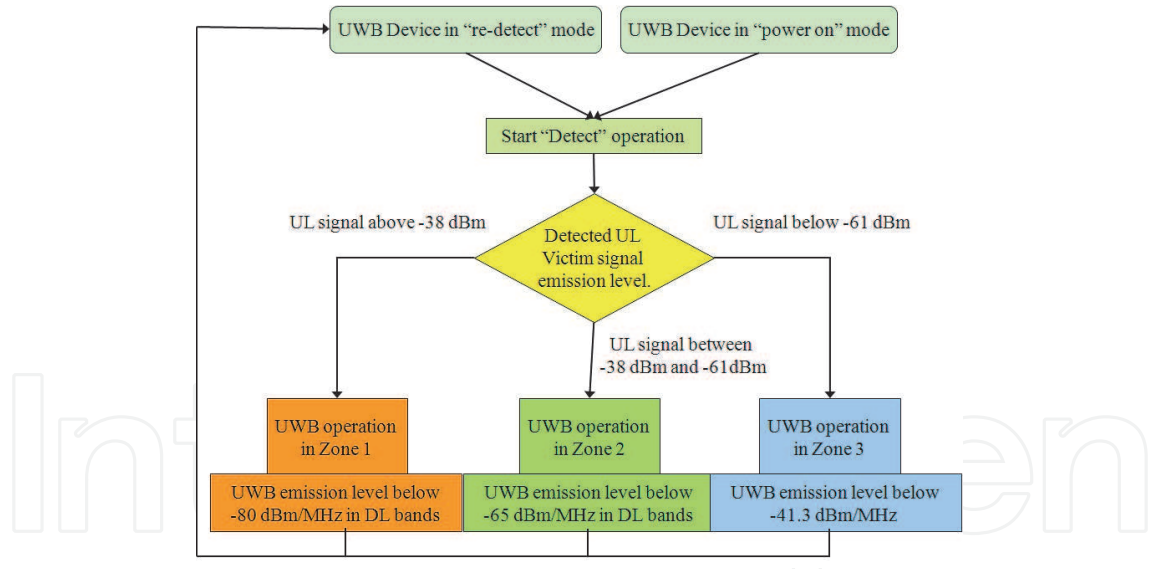 UWB Device in “re-detect” mode
UWB Device in “power on” mode
Start “Detect” operation
UL signal above -38 dBm
UL signal below -61 dBm
Detected UL
Victim signal
emission level.
UL signal between
-38 dBm and -61dBm
UWB operation
in Zone 1
UWB operation
in Zone 2
UWB operation
in Zone 3
UWB emission level below
-80 dBm/MHz in DL bands
UWB emission level below
-65 dBm/MHz in DL bands
UWB emission level below
-41.3 dBm/MHz